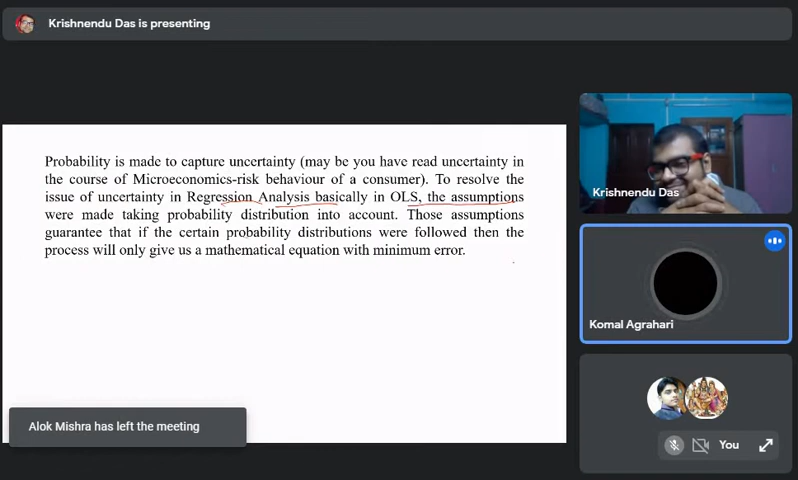 Krishnendu Das is presenting
Probability is made to capture uncertainty (may be you have read uncertainty in
the course of Microeconomics-risk behaviour of a consumer). To resolve the
issue of uncertainty in Regression Analysis basically in OLS, the assumptions
were made taking probability distribution into account. Those assumptions
guarantee that if the certain probability distributions were followed then the
process will only give us a mathematical equation with minimum error.
Krishnendu Das
Komal Agrahari
You
Alok Mishra has left the meeting